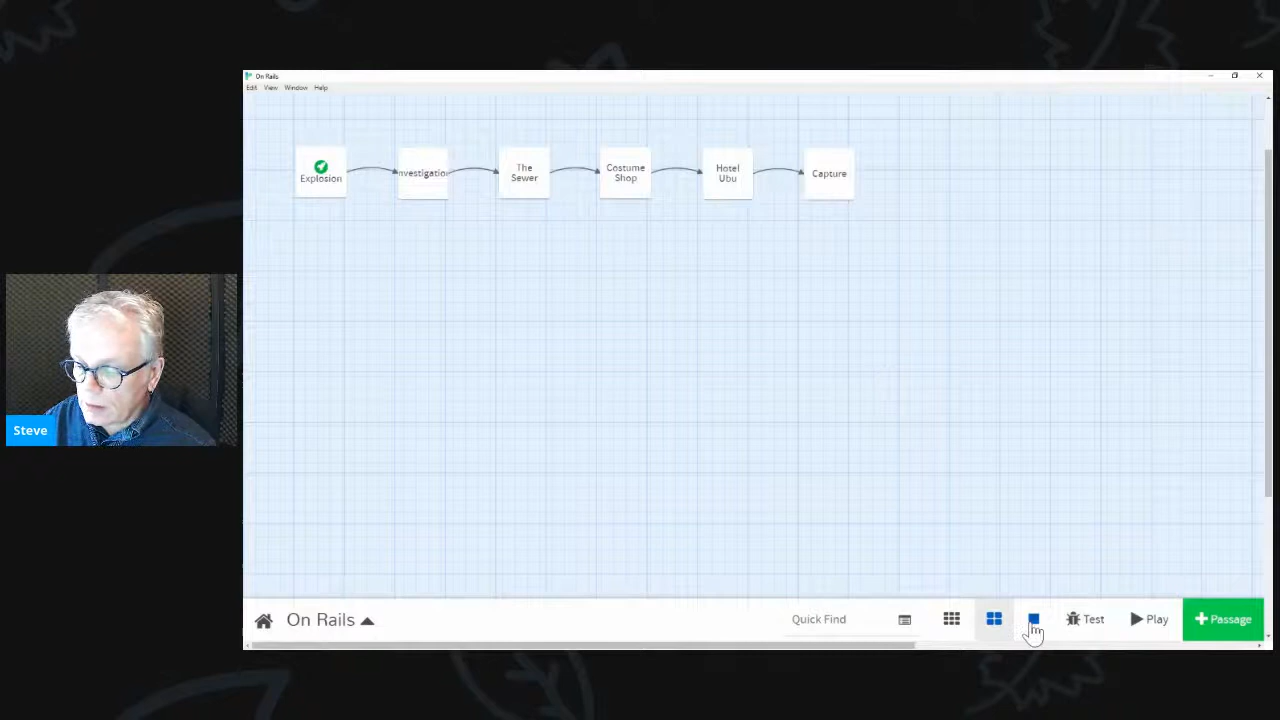 On Rails
Edit View Window Help
Explosion
nvestigation
The
Sewer
Costume
Shop
Hotel
Ubu
Capture
Steve
On Rails
Quick Find
Test
Play
Passage